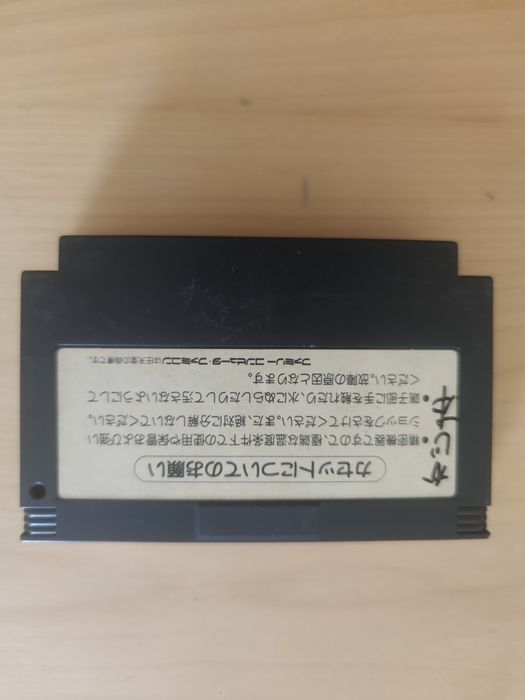 カセットについてのお願い
精密機器ですので、極端な温度条件下での使用や保管および強い
ショックをさけてください。また、絶対に分解しないでください。
端子部に手を触れたり、水にぬらしたりして汚さないようにして
ください。故障の原因となります。
ファミリー コンピュータ・ファミコンは任天堂の商標です。